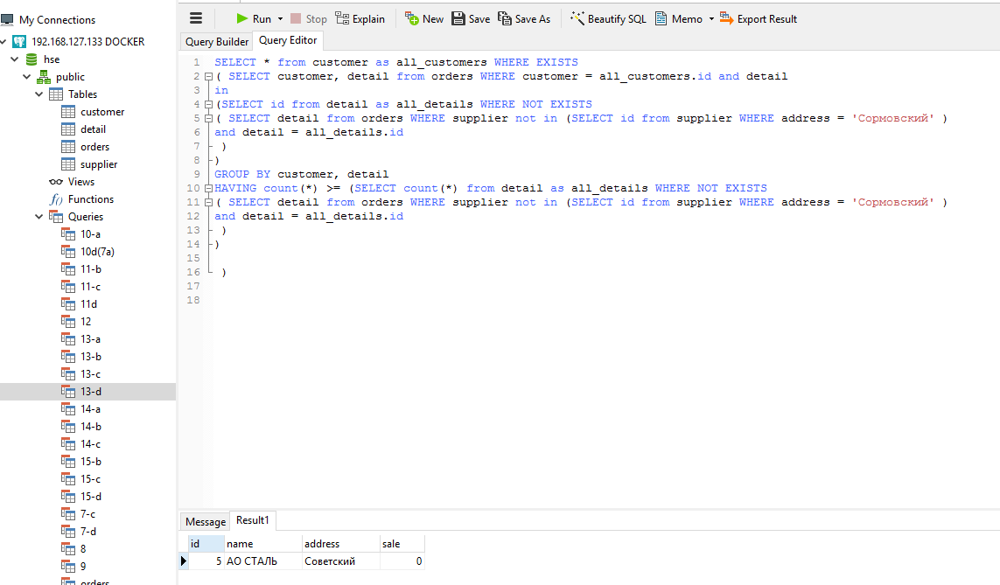 My Connections
192.168.127.133 DOCKER
hse
public
Tables
customer
detail
orders
supplier
Views
Functions
Queries
10-a
10d(7a)
11-b
11-c
11d
12
13-a
13-b
13-c
13-d
14-a
14-b
14-c
15-b
15-c
15-d
7-c
7-d
8
9
orders
Run Stop Explain New Save Save As Beautify SQL Memo Export Result
Query Builder Query Editor
1 SELECT * from customer as all_customers WHERE EXISTS
2 ( SELECT customer, detail from orders WHERE customer = all_customers.id and detail
3 in
4 (SELECT id from detail as all_details WHERE NOT EXISTS
5 ( SELECT detail from orders WHERE supplier not in (SELECT id from supplier WHERE address = 'Сормовский' )
6 and detail = all_details.id
7 )
8 )
9 GROUP BY customer, detail
10 HAVING count(*) >= (SELECT count(*) from detail as all_details WHERE NOT EXISTS
11 ( SELECT detail from orders WHERE supplier not in (SELECT id from supplier WHERE address = 'Сормовский' )
12 and detail = all_details.id
13 )
14 )
15
16 )
17
18
Message Result1
id name address sale
5 АО СТАЛЬ Советский 0